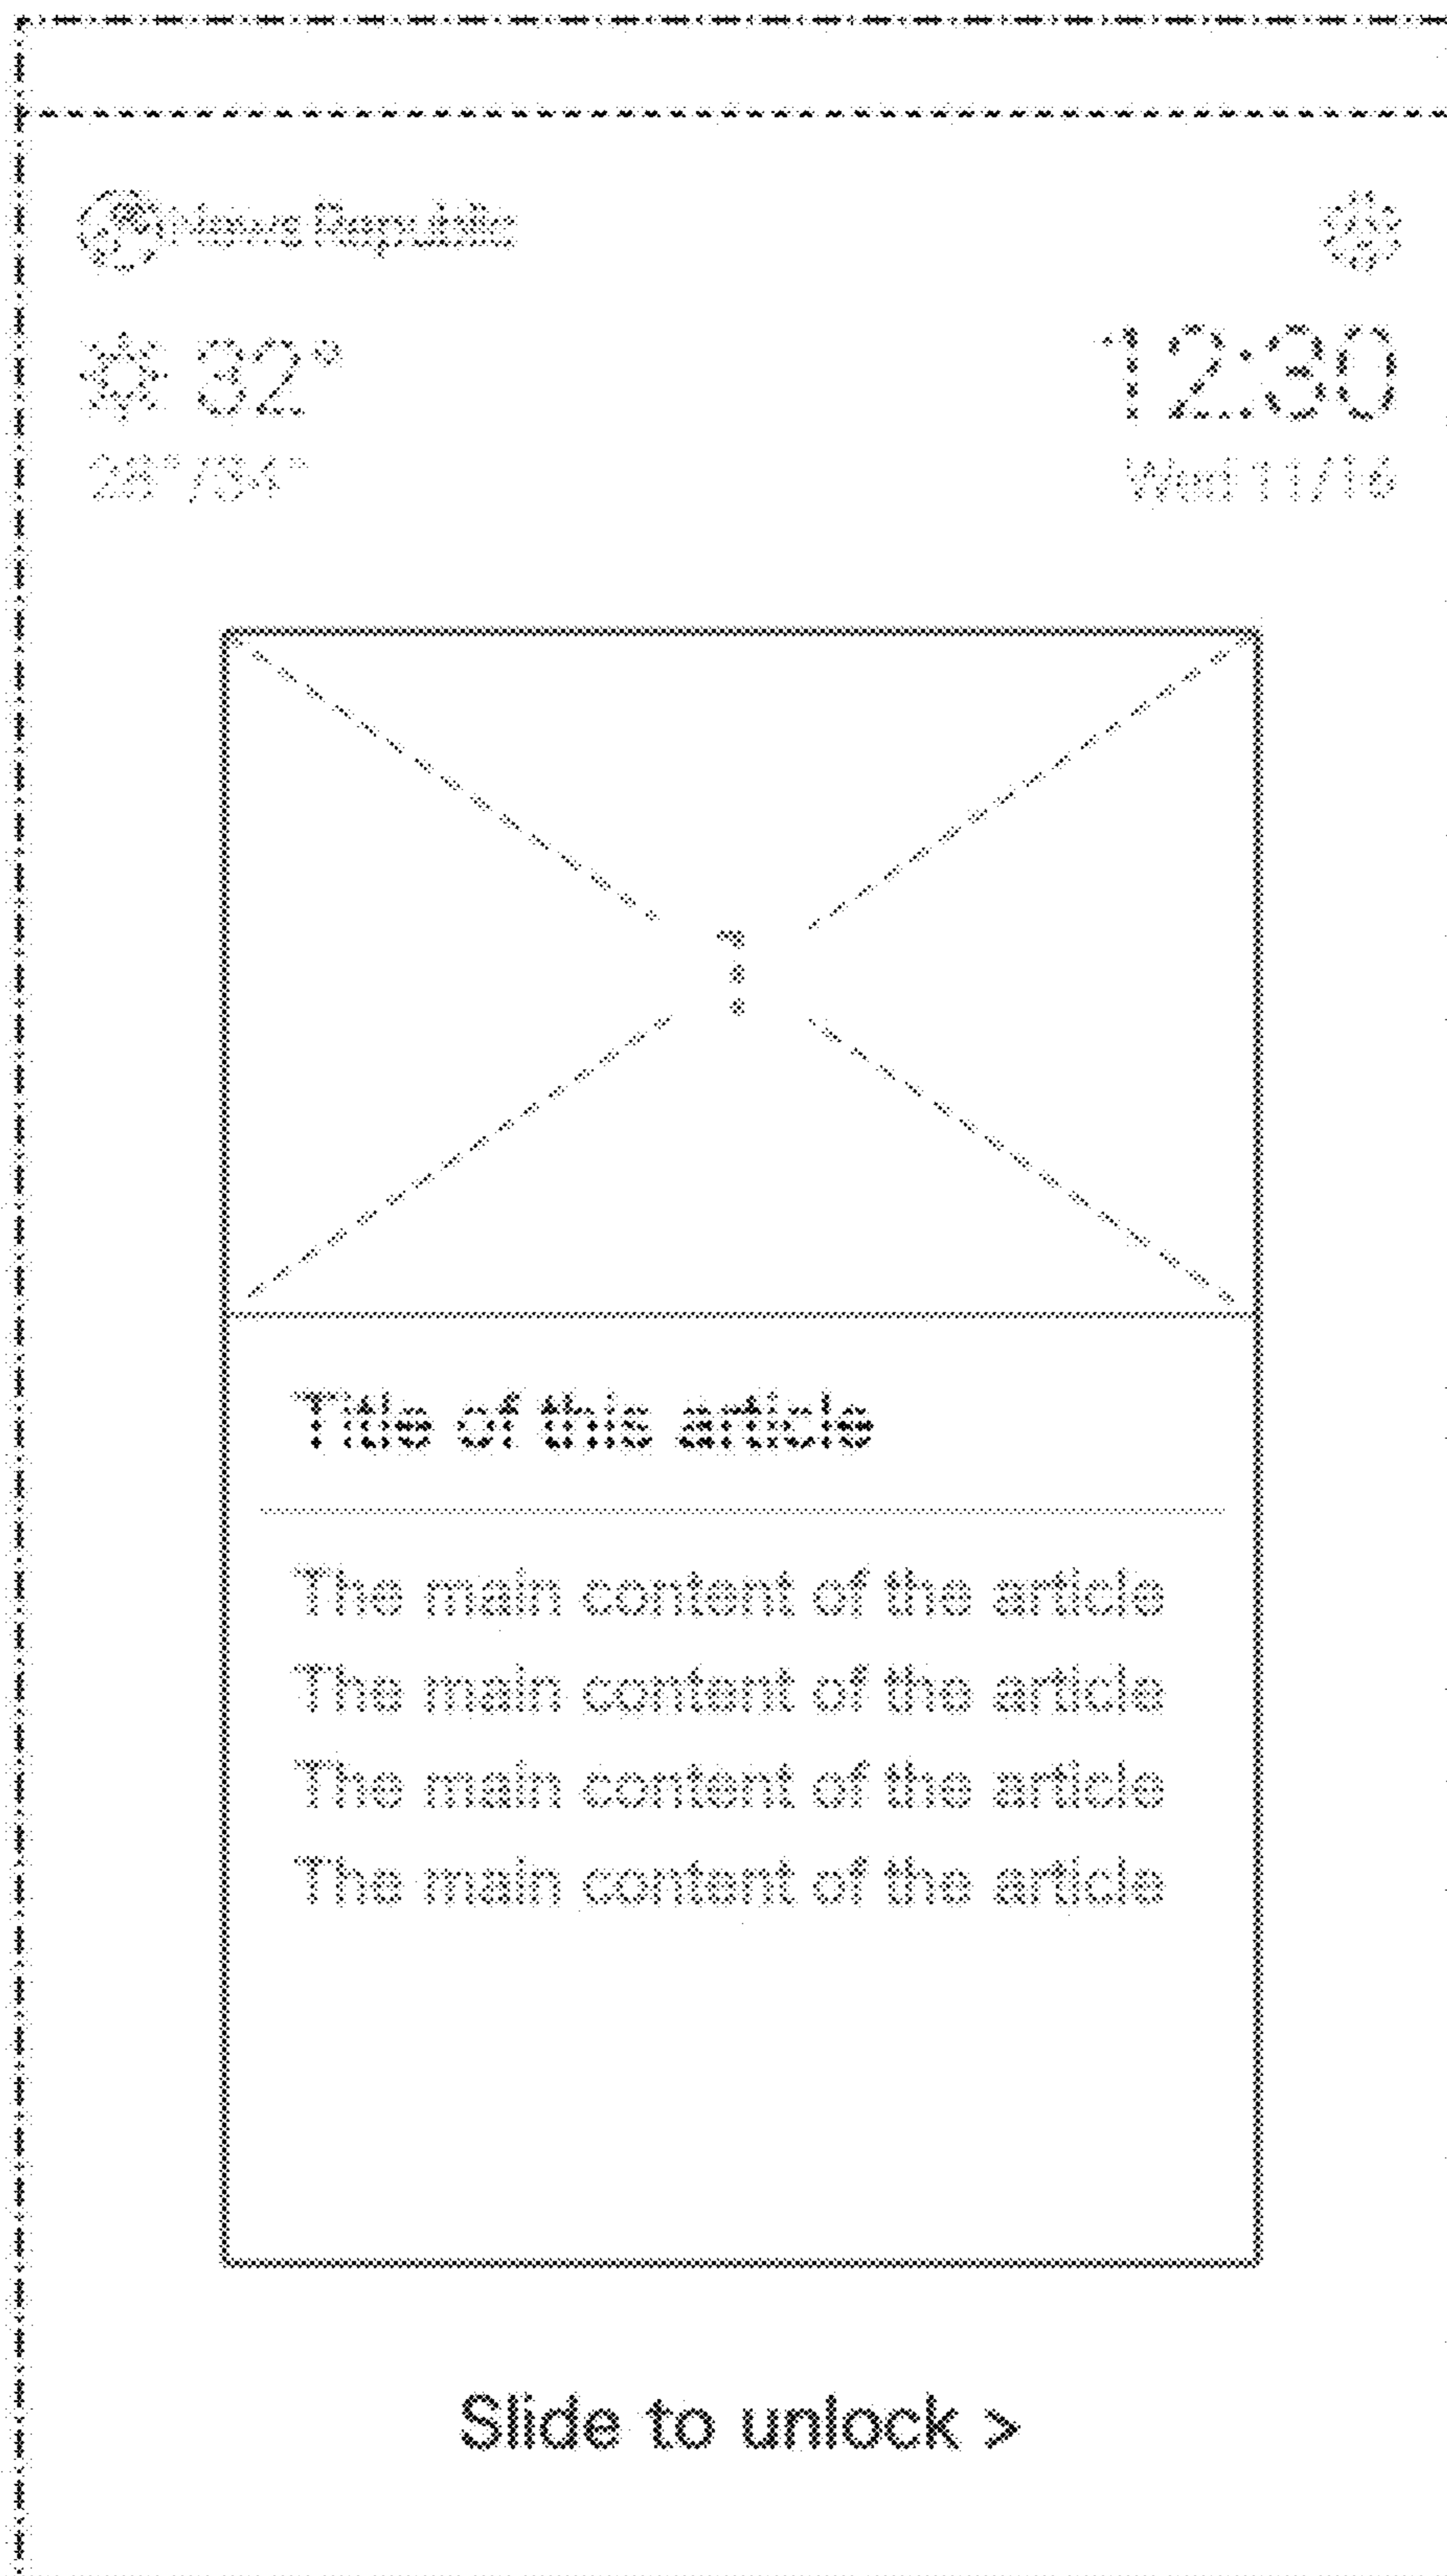 News Republic
32°
12:30
28°/34°
Wed 11/16
1
Title of this article
The main content of the article
The main content of the article
The main content of the article
The main content of the article
Slide to unlock >